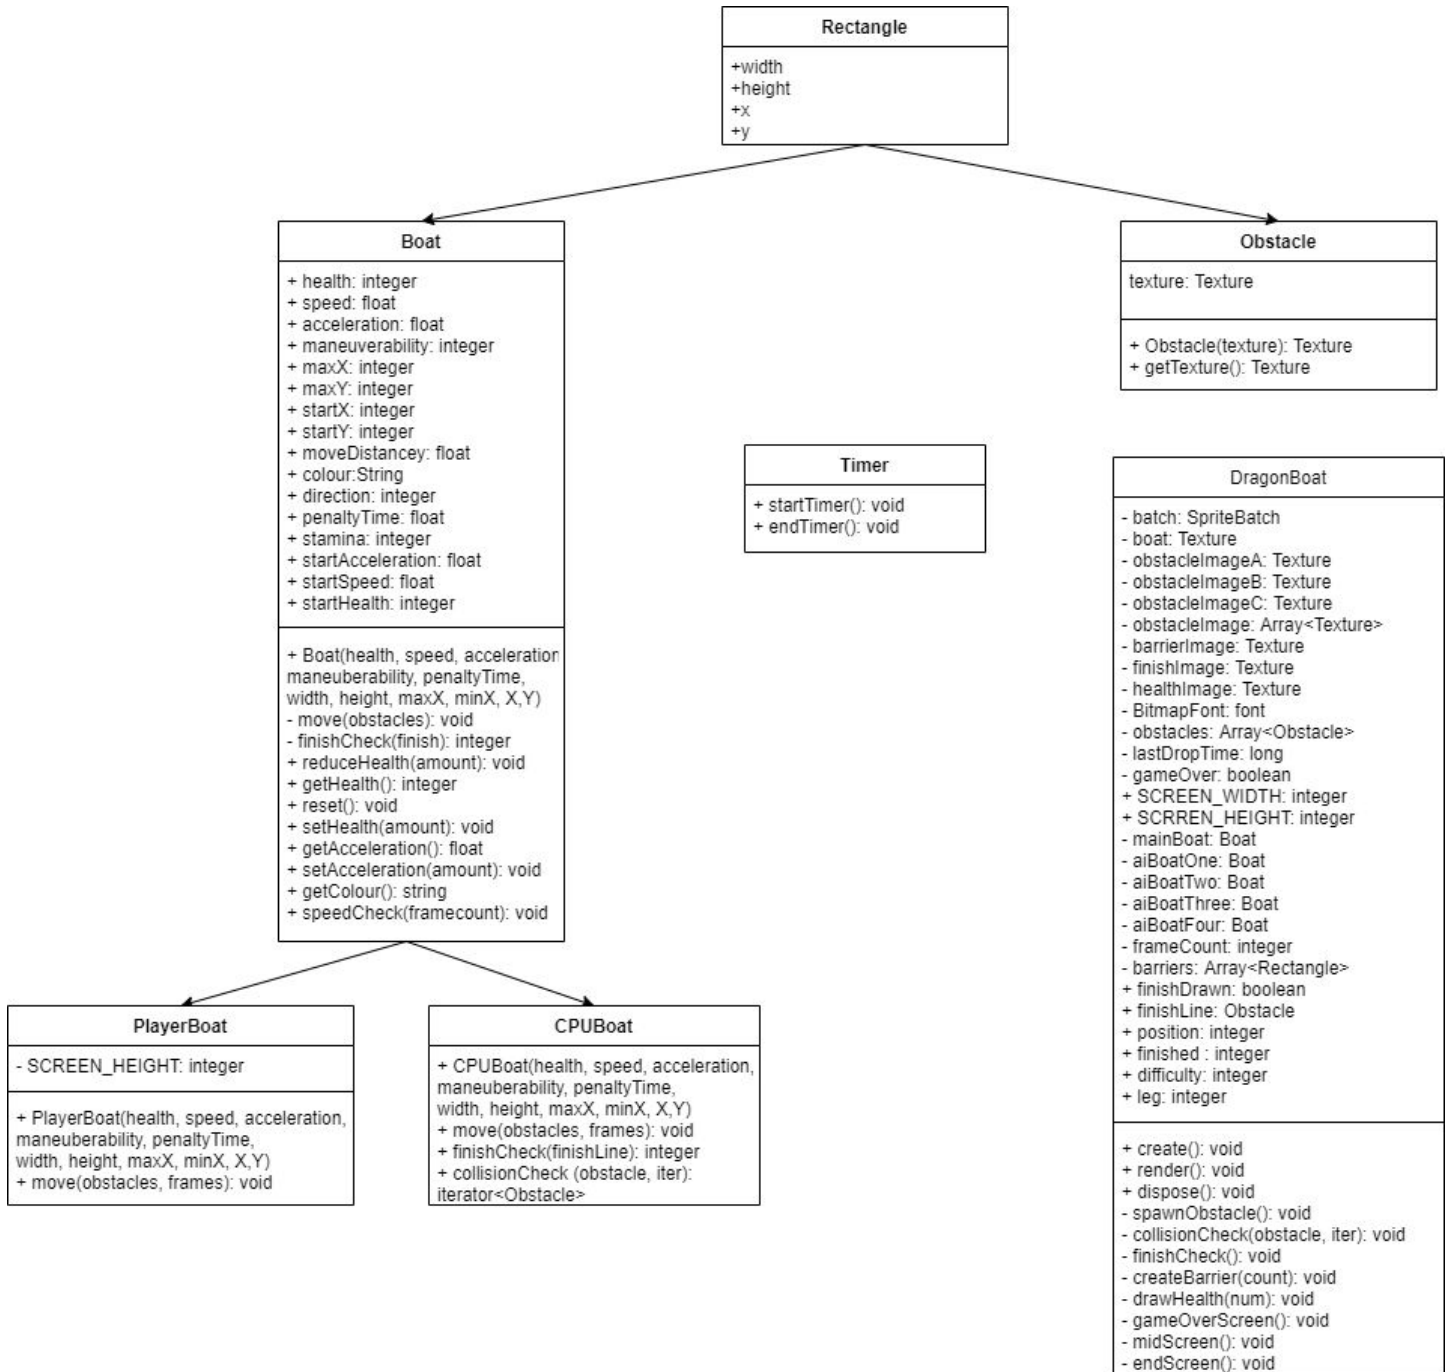 Rectangle
+width
+height
+x
+y
Boat
+ health: integer
+ speed: float
+ acceleration: float
+ maneuverability: integer
+ maxX: integer
+ maxY: integer
+ startX: integer
+ startY: integer
+ moveDistancey: float
+ colour:String
+ direction: integer
+ penaltyTime: float
+ stamina: integer
+ startAcceleration: float
+ startSpeed: float
+ startHealth: integer
+ Boat(health, speed, acceleration
maneuberability, penaltyTime,
width, height, maxX, minX, X,Y)
- move(obstacles): void
- finishCheck(finish): integer
+ reduceHealth(amount): void
+ getHealth(): integer
+ reset(): void
+ setHealth(amount): void
+ getAcceleration(): float
+ setAcceleration(amount): void
+ getColour(): string
+ speedCheck(framecount): void
Obstacle
texture: Texture
+ Obstacle(texture): Texture
+ getTexture(): Texture
Timer
+ startTimer(): void
+ endTimer(): void
DragonBoat
- batch: SpriteBatch
- boat: Texture
- obstacleImageA: Texture
- obstacleImageB: Texture
- obstacleImageC: Texture
- obstacleImage: Array<Texture>
- barrierImage: Texture
- finishImage: Texture
- healthImage: Texture
- BitmapFont: font
- obstacles: Array<Obstacle>
- lastDropTime: long
- gameOver: boolean
+ SCREEN_WIDTH: integer
+ SCRREN_HEIGHT: integer
- mainBoat: Boat
- aiBoatOne: Boat
- aiBoatTwo: Boat
- aiBoatThree: Boat
- aiBoatFour: Boat
- frameCount: integer
- barriers: Array<Rectangle>
+ finishDrawn: boolean
+ finishLine: Obstacle
+ position: integer
+ finished : integer
+ difficulty: integer
+ leg: integer
+ create(): void
+ render(): void
+ dispose(): void
- spawnObstacle(): void
- collisionCheck(obstacle, iter): void
- finishCheck(): void
- createBarrier(count): void
- drawHealth(num): void
- gameOverScreen(): void
- midScreen(): void
- endScreen(): void
PlayerBoat
- SCREEN_HEIGHT: integer
+ PlayerBoat(health, speed, acceleration,
maneuberability, penaltyTime,
width, height, maxX, minX, X,Y)
+ move(obstacles, frames): void
CPUBoat
+ CPUBoat(health, speed, acceleration,
maneuberability, penaltyTime,
width, height, maxX, minX, X,Y)
+ move(obstacles, frames): void
+ finishCheck(finishLine): integer
+ collisionCheck (obstacle, iter):
iterator<Obstacle>